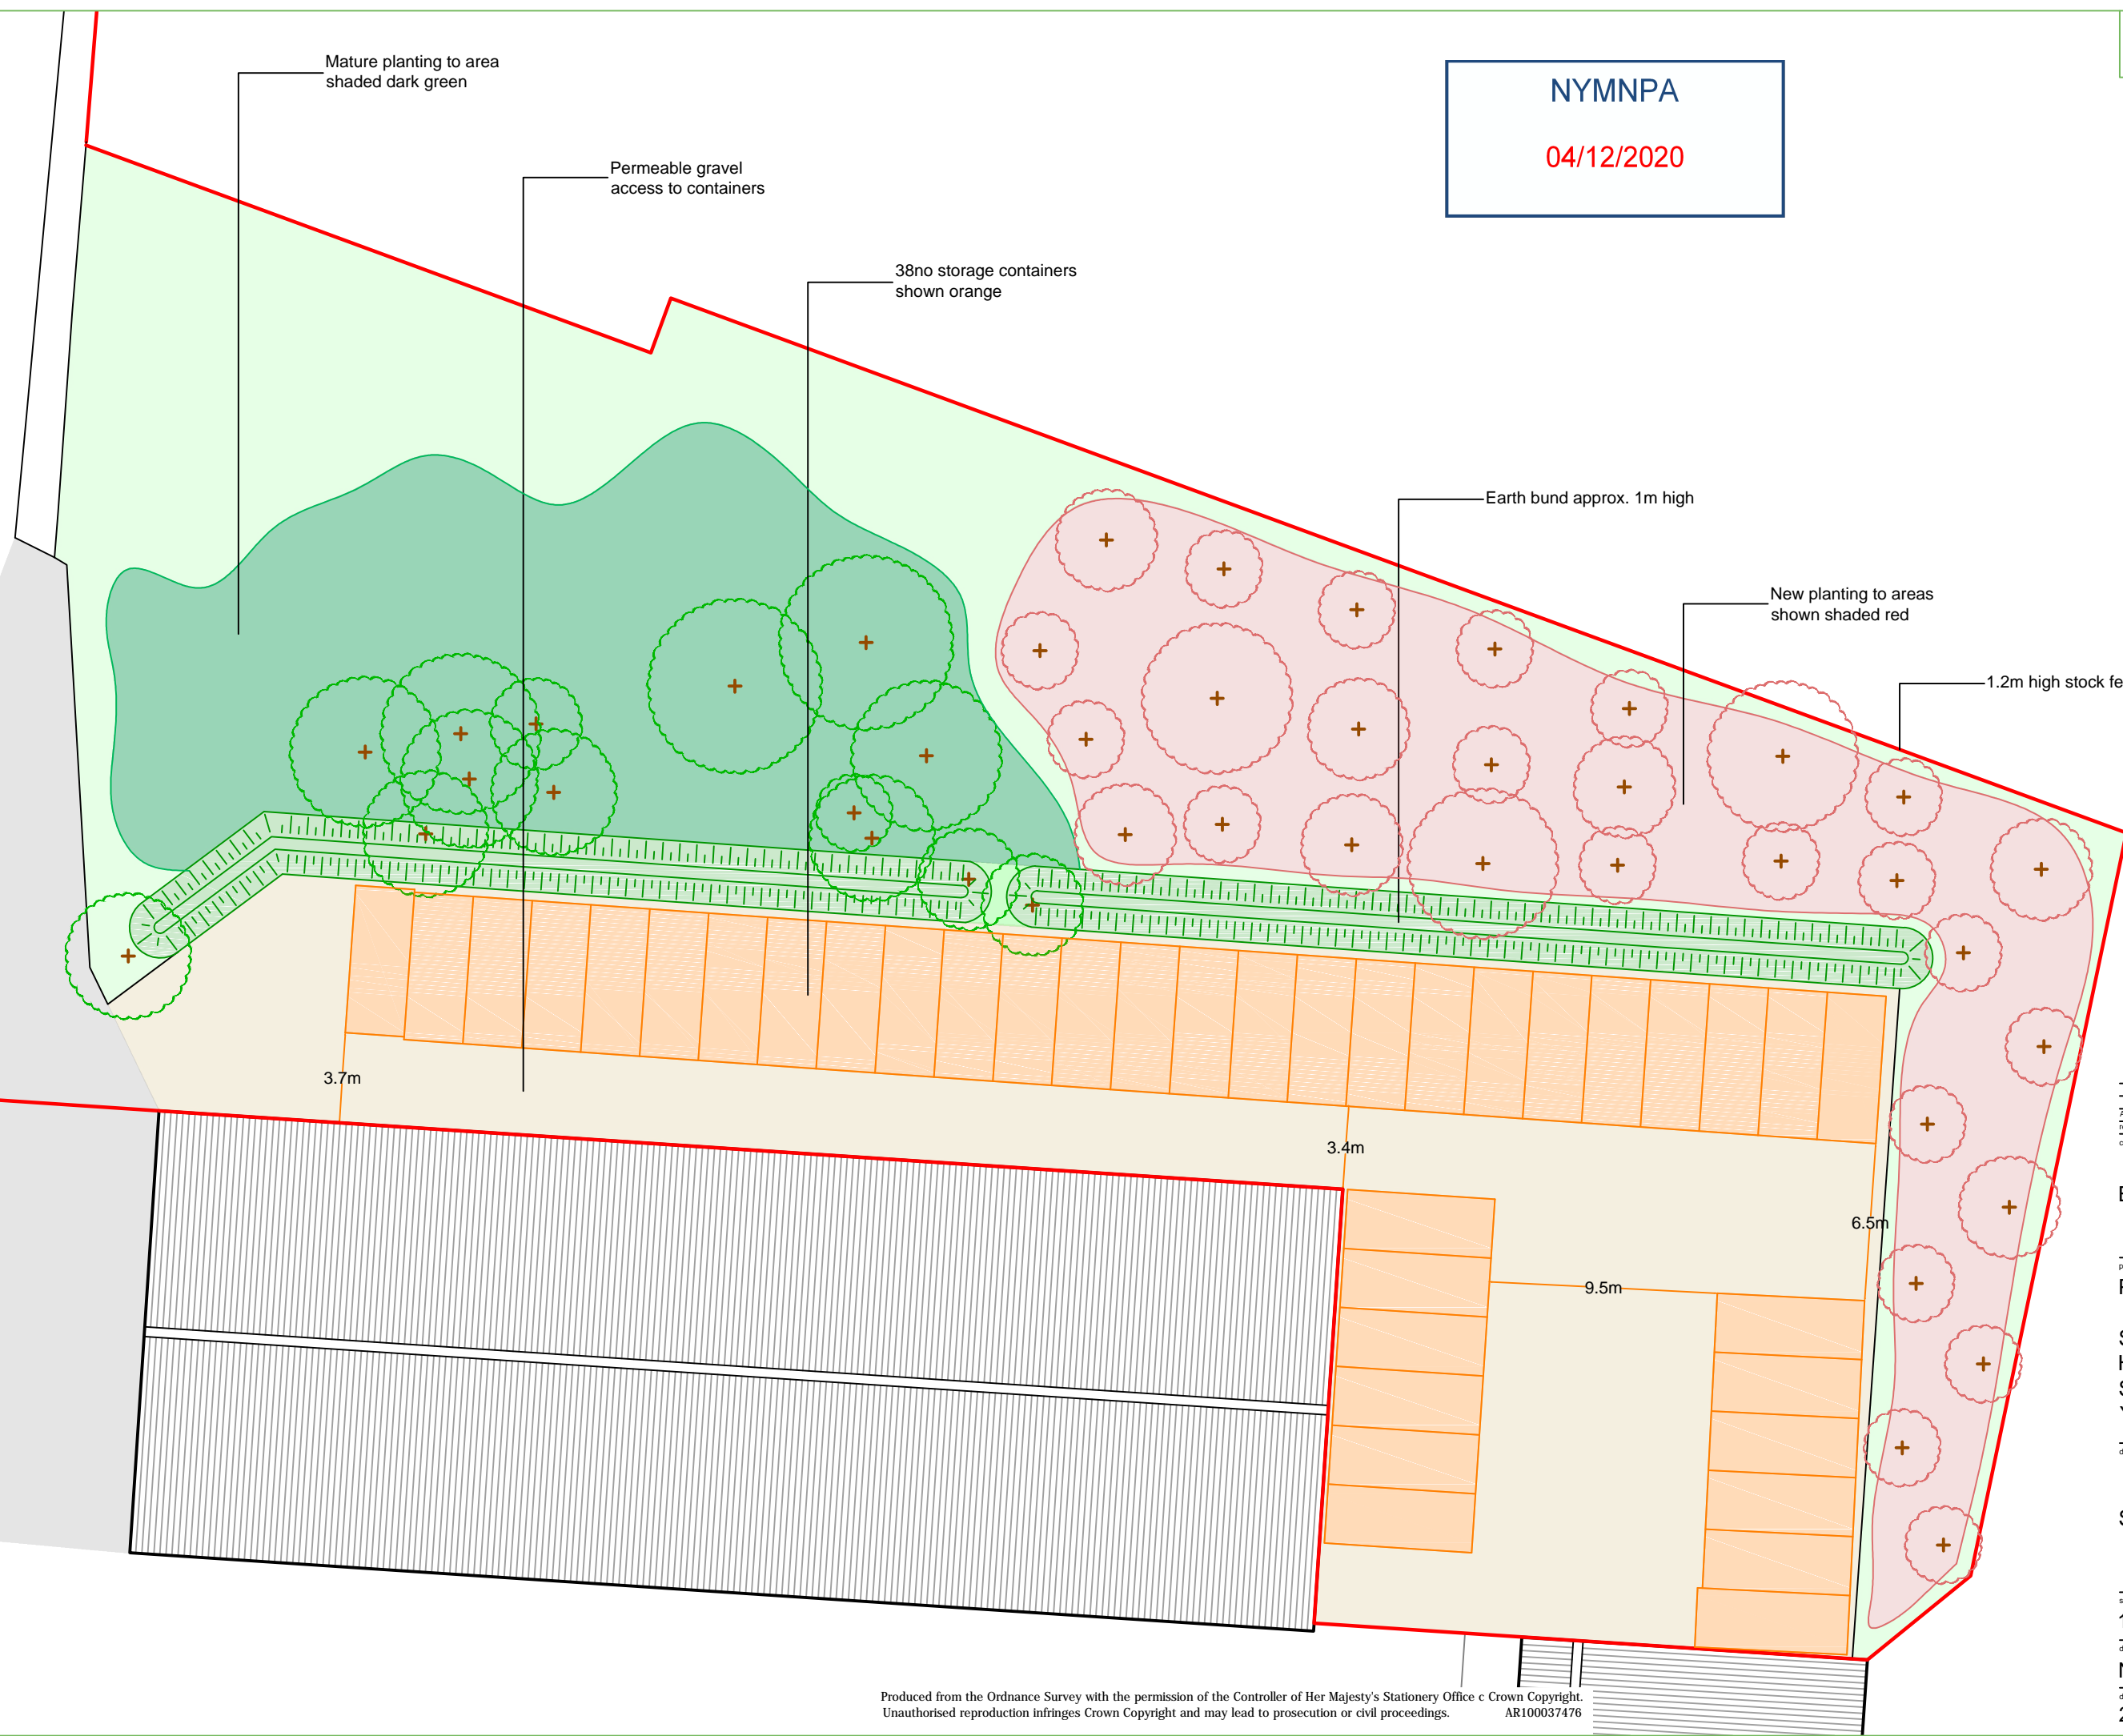 Mature planting to area
shaded dark green
NYMNPA
04/12/2020
Permeable gravel
access to containers
38no storage containers
shown orange
Earth bund approx. 1m high
New planting to areas
shown shaded red
1.2m high stock
3.7m
3.4m
6.5m
9.5m
Produced from the Ordnance Survey with the permission of the Controller of Her Majesty's Stationery Office c Crown Copyright.
Unauthorised reproduction infringes Crown Copyright and may lead to prosecution or civil proceedings. AR100037476